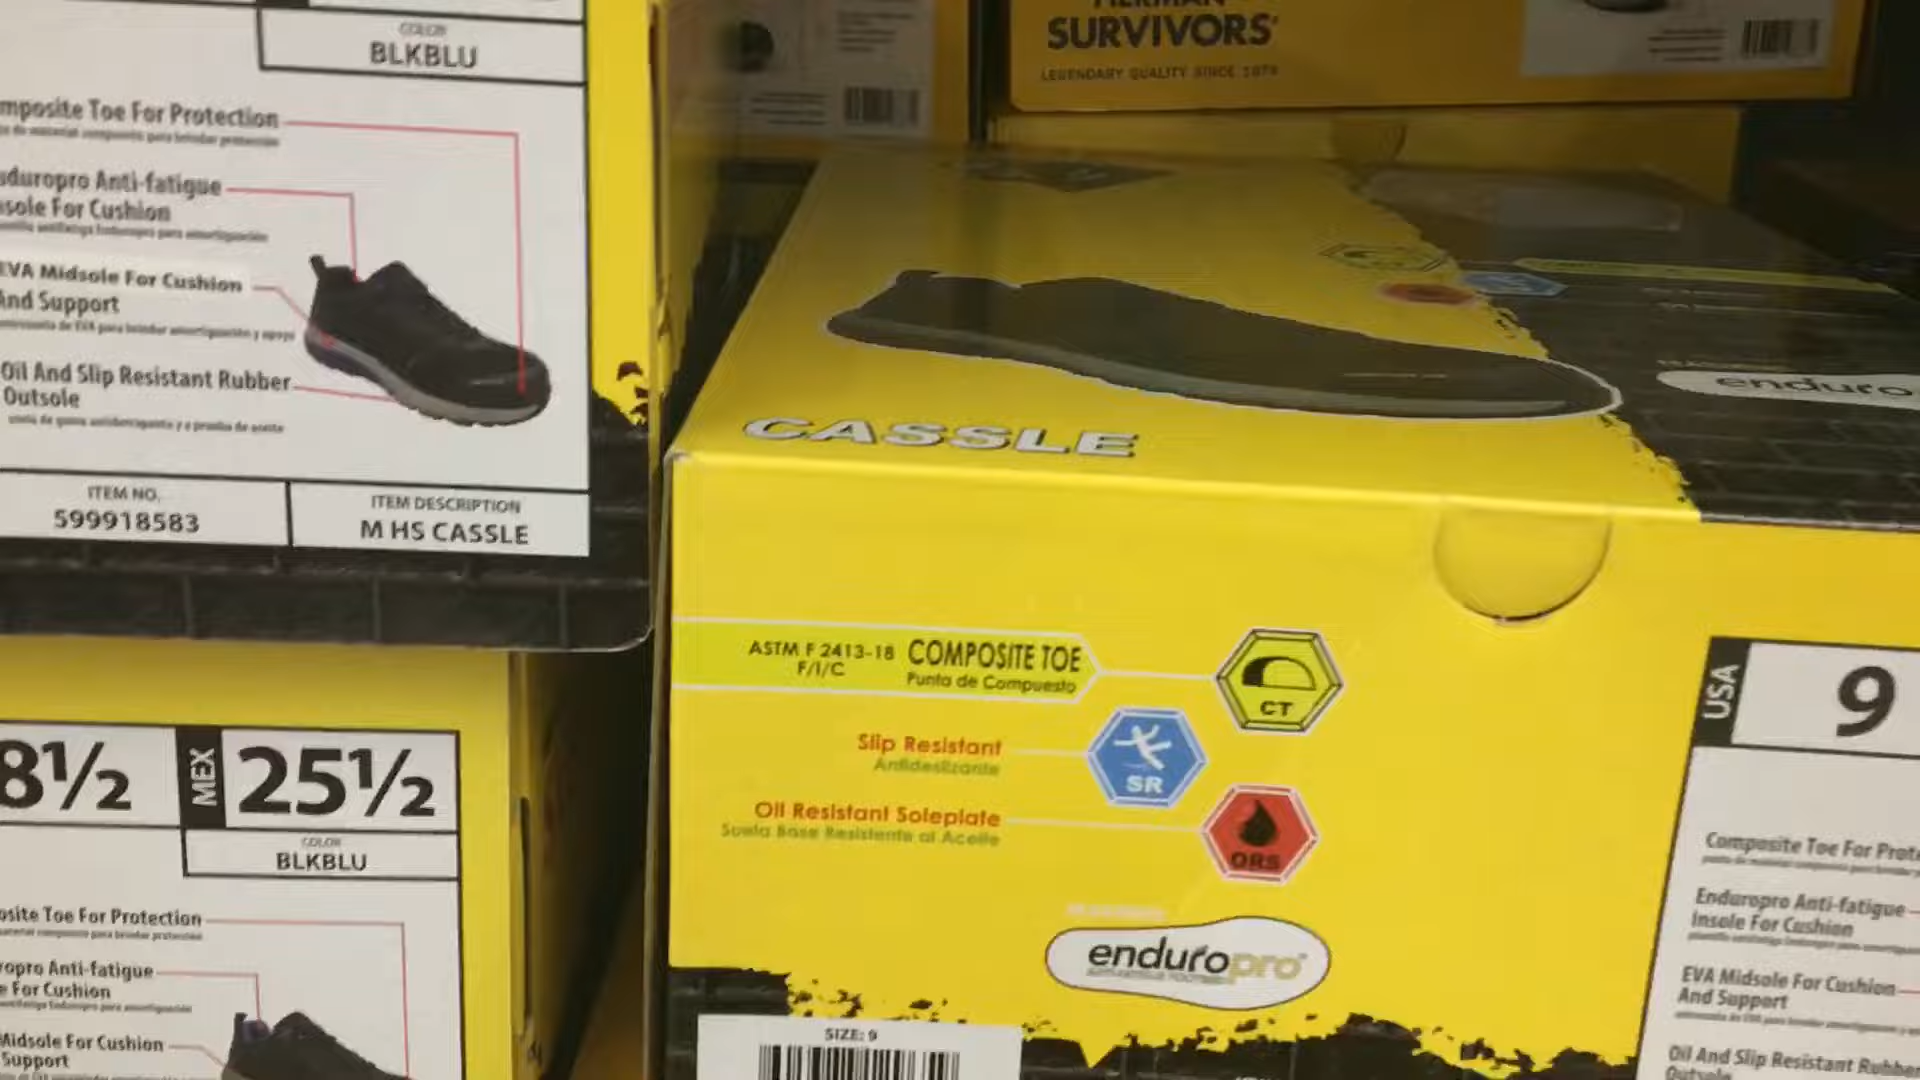 COLOR
BLKBLU
mposite Toe For Protection
duropro Anti-fatigue
sole For Cushion
EVA Midsole For Cushion
And Support
Oil And Slip Resistant Rubber
Outsole
ITEM NO.
599918583
ITEM DESCRIPTION
M HS CASSLE
8½
MEX
25½
COLOR
BLKBLU
osite Toe For Protection
ropro Anti-fatigue
e For Cushion
Midsole For Cushion
Support
SURVIVORS
LEGENDARY QUALITY SINCE 1879
enduro
CASSLE
ASTM F 2413-18
F/I/C
COMPOSITE TOE
Punta de Compuesto
CT
Slip Resistant
Antideslizante
SR
Oil Resistant Soleplate
Suela Base Resistente al Aceite
ORS
enduropro
SIZE: 9
USA
9
Composite Toe For Prote
Enduropro Anti-fatigue
Insole For Cushion
EVA Midsole For Cushion
And Support
Oil And Slip Resistant Rubber
Outsole